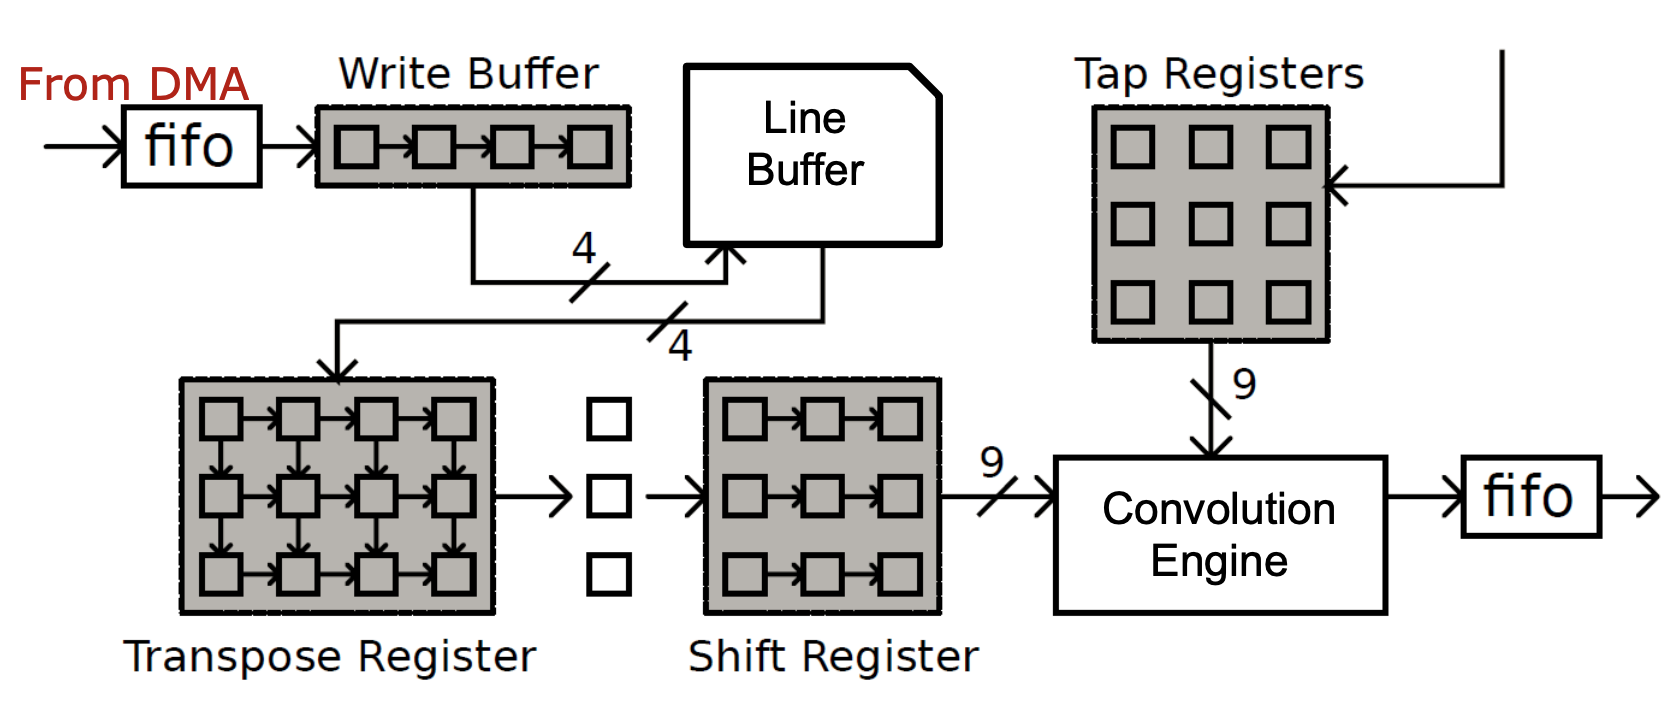 From DMA
fifo
Write Buffer
Line
Buffer
Tap Registers
4
4
9
9
Convolution
Engine
fifo
Transpose Register
Shift Register